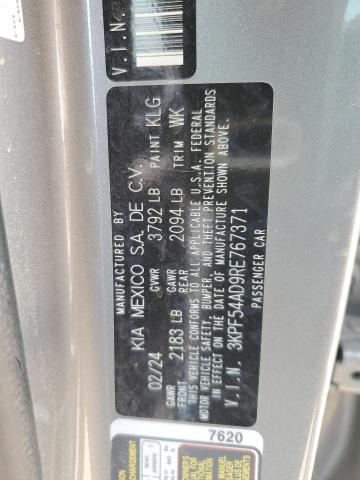 V.I.N.
MANUFACTURED BY
KIA MEXICO S.A. DE C.V.
02/24 GVWR 3792 LB PAINT KLG
GAWR FRONT 2183 LB GAWR REAR 2094 LB TRIM WK
THIS VEHICLE CONFORMS TO ALL APPLICABLE U.S.A. FEDERAL
MOTOR VEHICLE SAFETY, BUMPER, AND THEFT PREVENTION STANDARDS
IN EFFECT ON THE DATE OF MANUFACTURE SHOWN ABOVE.
V.I.N. 3KPF54AD9RE767371
PASSENGER CAR
7620